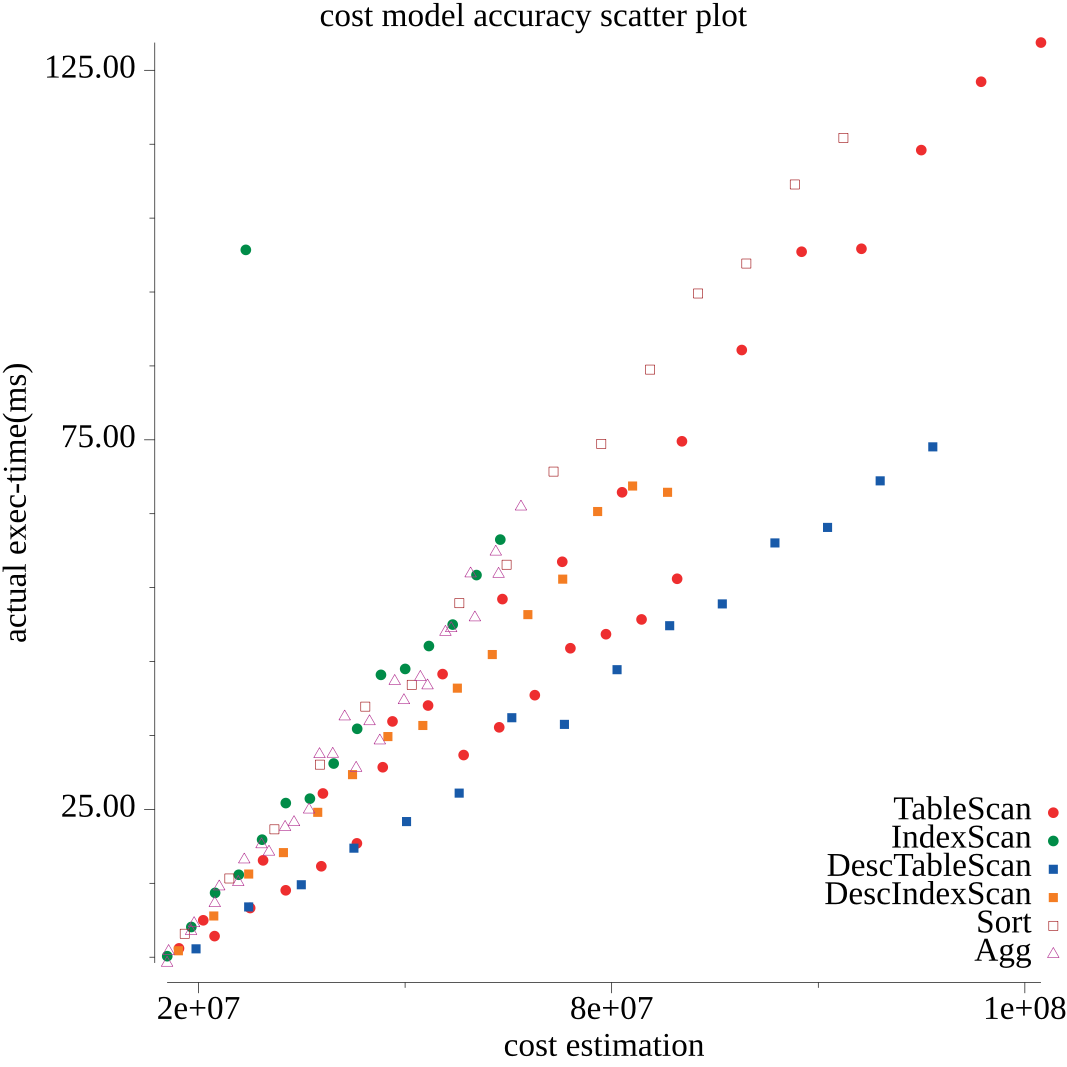 cost model accuracy scatter plot
125.00
75.00
25.00
actual exec-time(ms)
TableScan
IndexScan
DescTableScan
DescIndexScan
Sort
Agg
2e+07
8e+07
1e+08
cost estimation